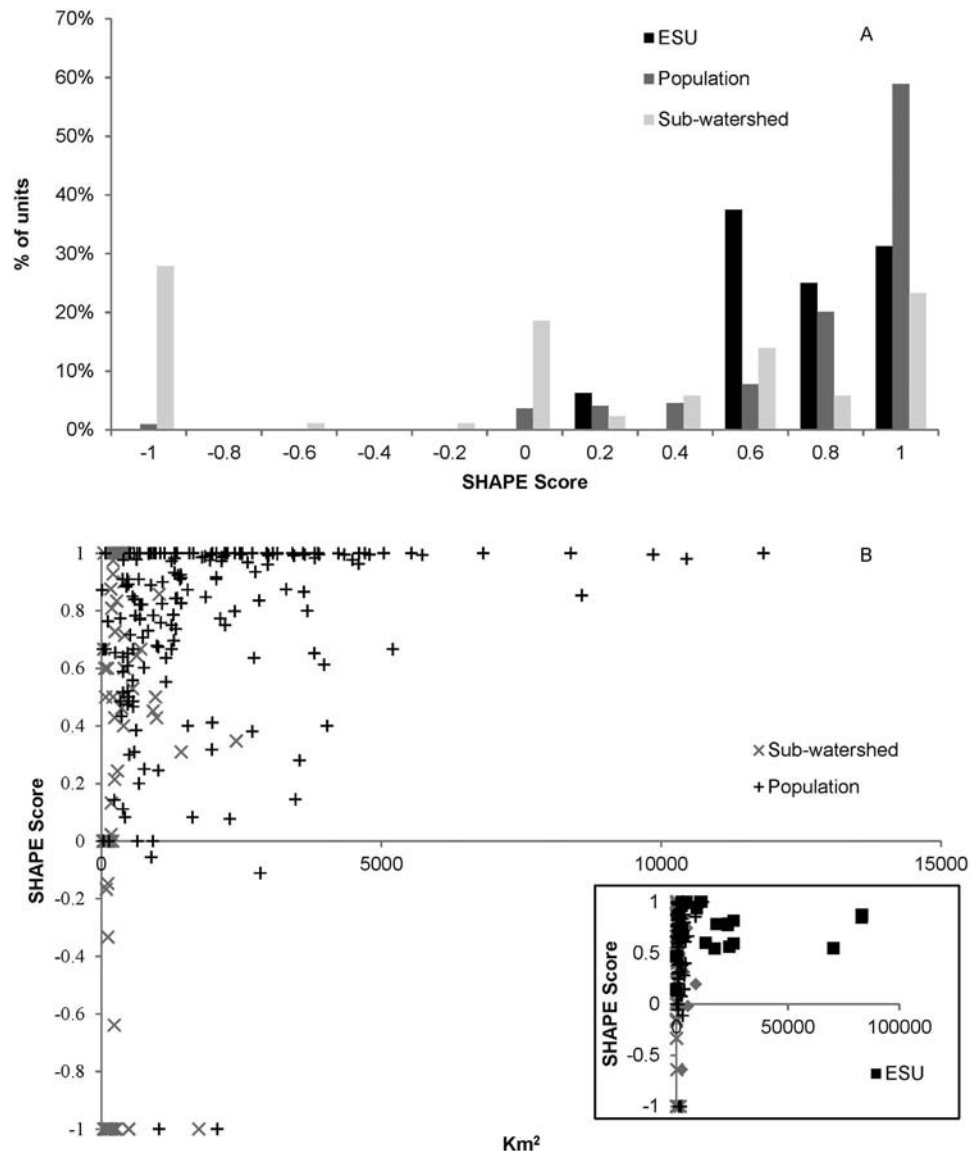 70%
60%
50%
40%
30%
20%
10%
0%
% of units
ESU
Population
Sub-watershed
A
-1 -0.8 -0.6 -0.4 -0.2 0 0.2 0.4 0.6 0.8 1
SHAPE Score
B
1
0.8
0.6
0.4
0.2
0
-0.2
-0.4
-0.6
-0.8
-1
SHAPE Score
0 5000 10000 15000
Sub-watershed
Population
Km²
1
0.5
0
-0.5
-1
SHAPE Score
0 50000 100000
ESU